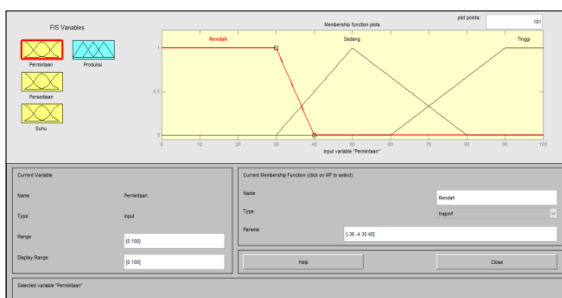 FIS Variables
Membership function plots
plot points:
181
Permintaan
Produksi
Persediaan
Suhu
Rendah
Sedang
Tinggi
1
0.5
0
0 10 20 30 40 50 60 70 80 90 100
input variable "Permintaan"
Current Variable
Name Permintaan
Type input
Range [0 100]
Display Range [0 100]
Current Membership Function (click on MF to select)
Name Rendah
Type trapmf
Params [-36 -4 30 40]
Help Close
Selected variable "Permintaan"